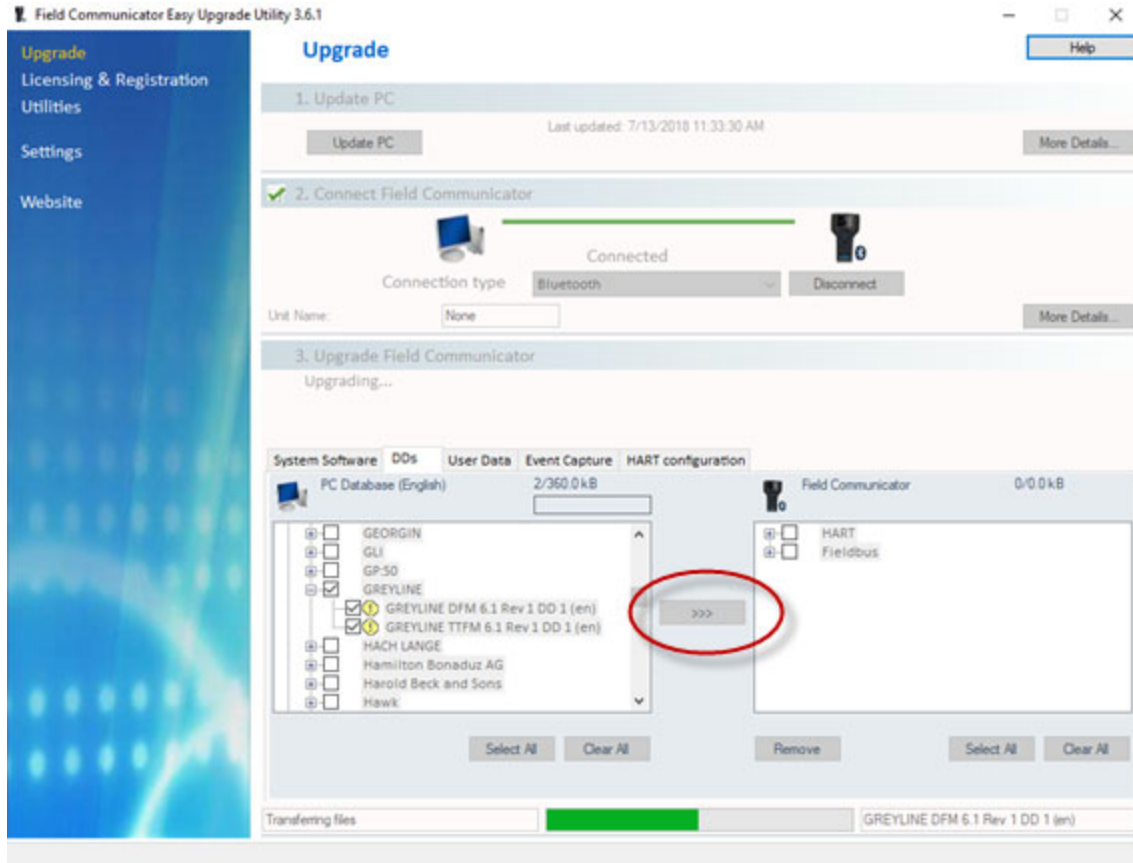 Field Communicator Easy Upgrade Utility 3.6.1
Upgrade
Licensing & Registration
Utilities
Settings
Website
Upgrade
Help
1. Update PC
Update PC
Last updated: 7/13/2018 11:33:30 AM
More Details...
2. Connect Field Communicator
Connected
Connection type
Bluetooth
Disconnect
Unit Name:
None
More Details...
3. Upgrade Field Communicator
Upgrading...
System Software DDs User Data Event Capture HART configuration
PC Database (English) 2/360.0 kB
Field Communicator 0/0.0 kB
GEORGIN
GLI
GP:50
GREYLINE
GREYLINE DFM 6.1 Rev 1 DD 1 (en)
GREYLINE TTFM 6.1 Rev 1 DD 1 (en)
HACH LANGE
Hamilton Bonaduz AG
Harold Beck and Sons
Hawk
>>>
HART
Fieldbus
Select All Clear All
Remove Select All Clear All
Transferring files
GREYLINE DFM 6.1 Rev 1 DD 1 (en)